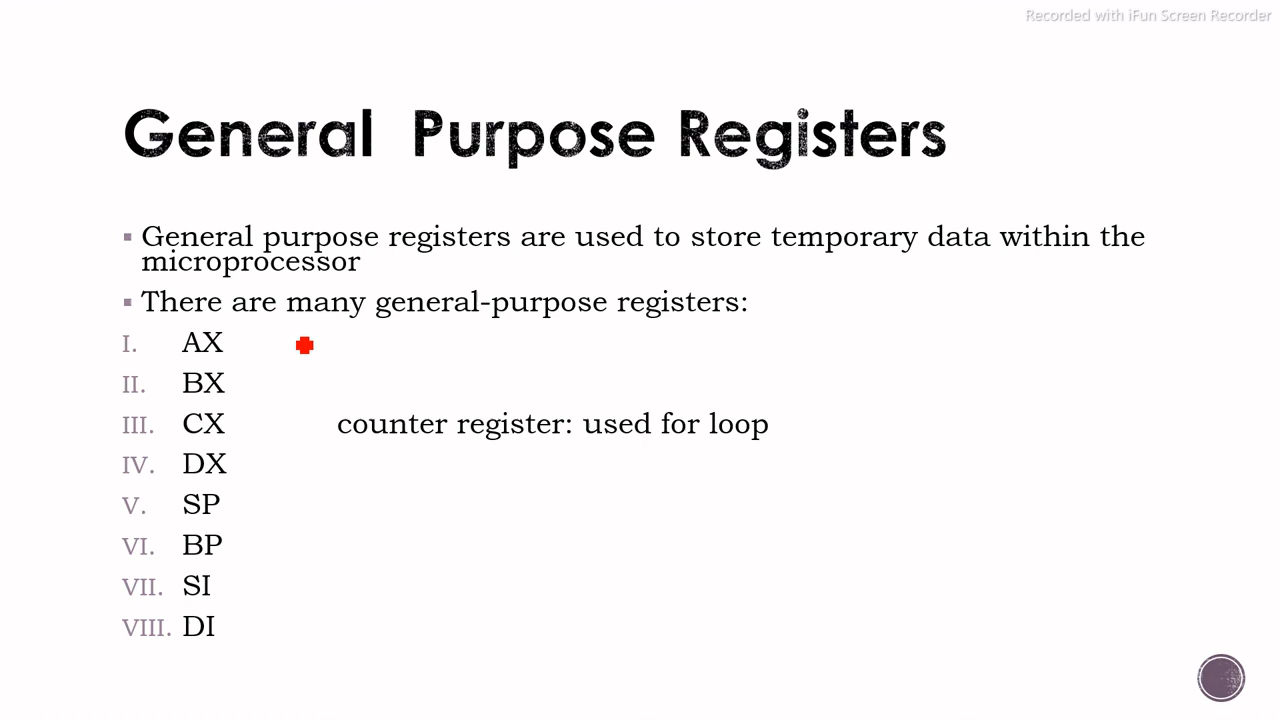 Recorded with iFun Screen Recorder
General Purpose Registers
▪ General purpose registers are used to store temporary data within the
microprocessor
▪ There are many general-purpose registers:
I. AX
II. BX
III. CX counter register: used for loop
IV. DX
V. SP
VI. BP
VII. SI
VIII. DI